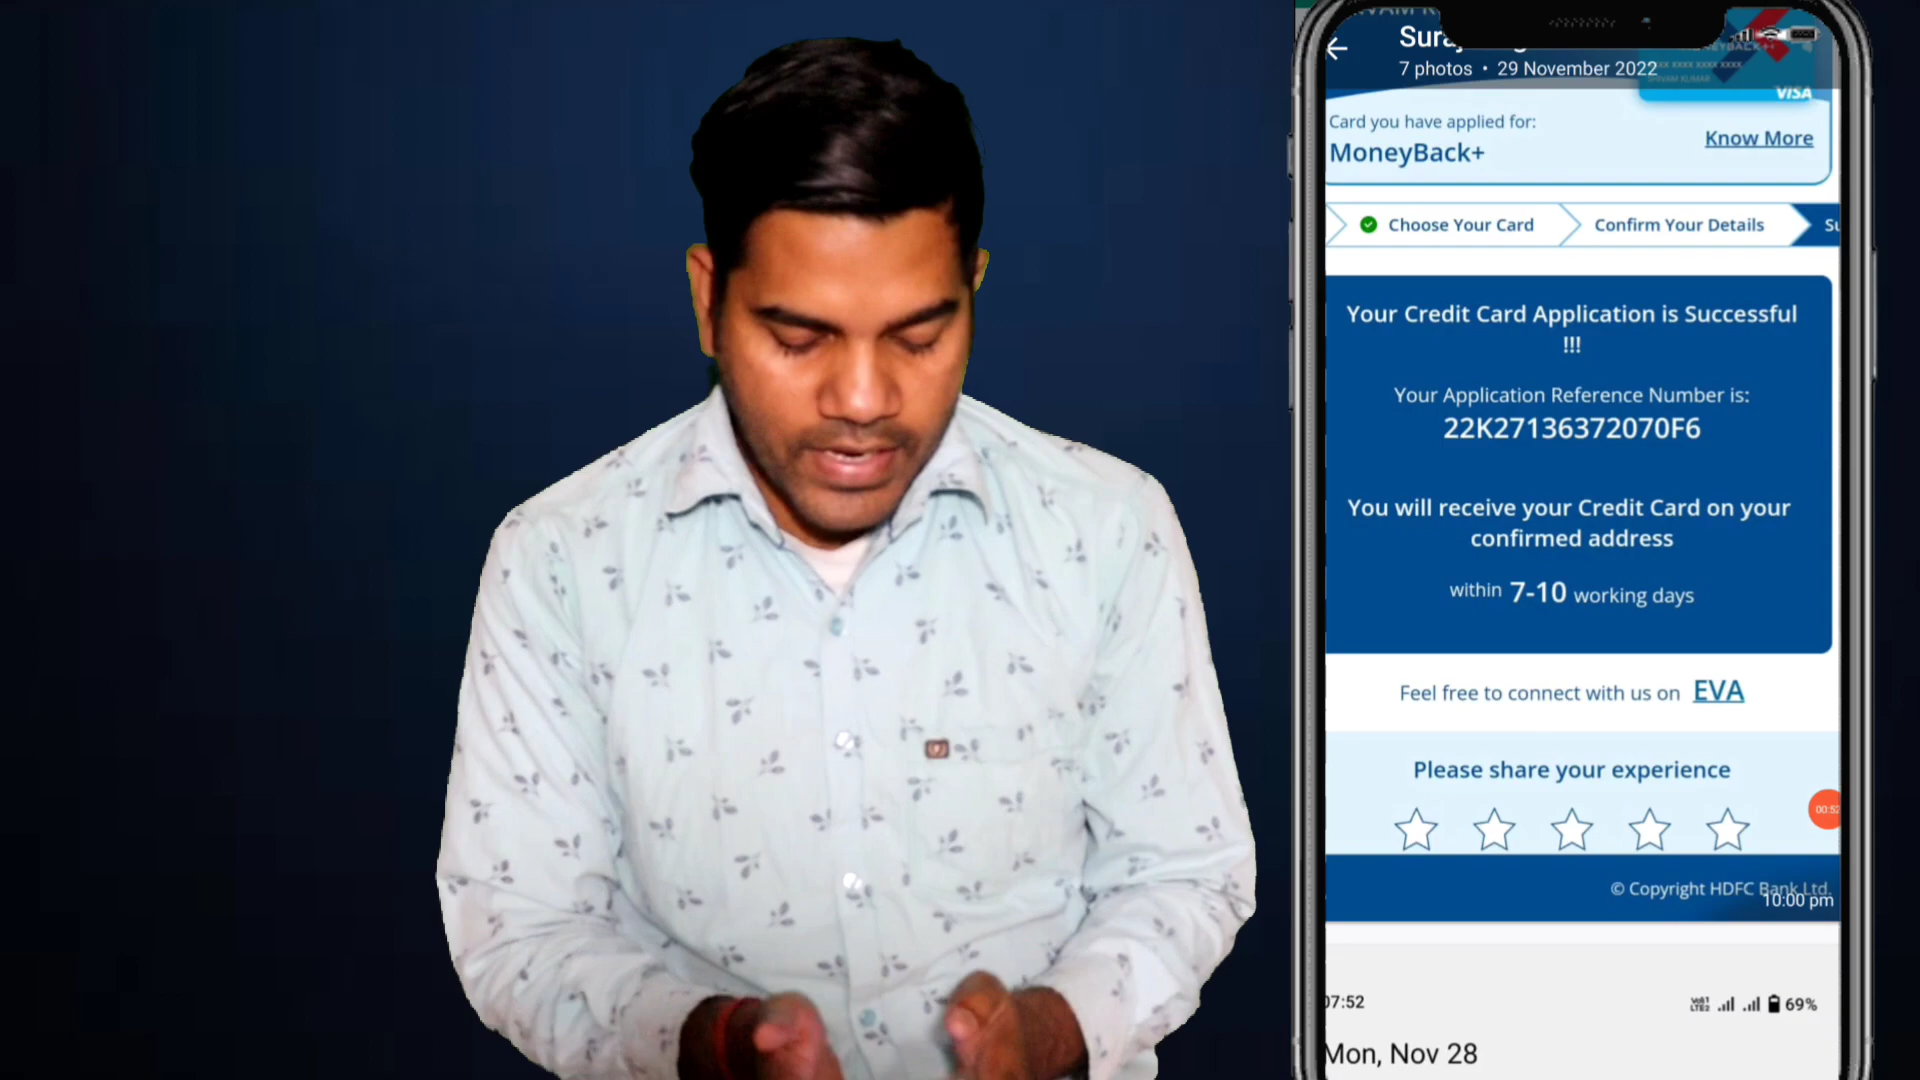 7 photos • 29 November 2022
VISA
Card you have applied for:
MoneyBack+
Know More
Choose Your Card
Confirm Your Details
Your Credit Card Application is Successful
!!!
Your Application Reference Number is:
22K27136372070F6
You will receive your Credit Card on your
confirmed address
within 7-10 working days
Feel free to connect with us on EVA
Please share your experience
00:52
© Copyright HDFC Bank Ltd.
10:00 pm
07:52
69%
Mon, Nov 28